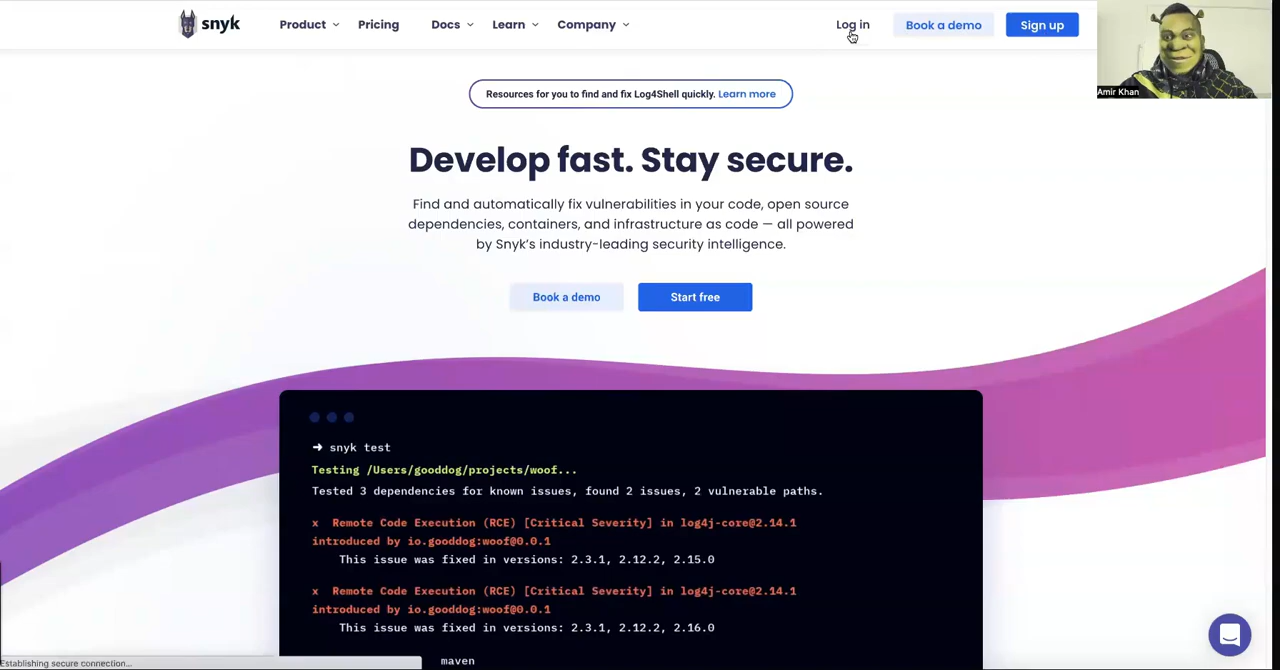 snyk
Product
Pricing
Docs
Learn
Company
Log in
Book a demo
Sign up
Amir Khan
Resources for you to find and fix Log4Shell quickly. Learn more
Develop fast. Stay secure.
Find and automatically fix vulnerabilities in your code, open source
dependencies, containers, and infrastructure as code — all powered
by Snyk's industry-leading security intelligence.
Book a demo
Start free
➜ snyk test
Testing /Users/gooddog/projects/woof...
Tested 3 dependencies for known issues, found 2 issues, 2 vulnerable paths.
x Remote Code Execution (RCE) [Critical Severity] in log4j-core@2.14.1
introduced by io.gooddog:woof@0.0.1
This issue was fixed in versions: 2.3.1, 2.12.2, 2.15.0
x Remote Code Execution (RCE) [Critical Severity] in log4j-core@2.14.1
introduced by io.gooddog:woof@0.0.1
This issue was fixed in versions: 2.3.1, 2.12.2, 2.16.0
maven
Establishing secure connection...